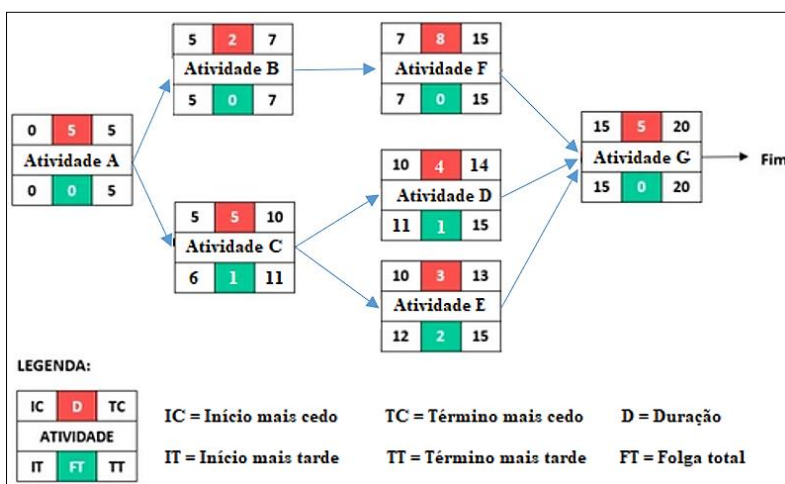 5 2 7
Atividade B
5 0 7
7 8 15
Atividade F
7 0 15
0 5 5
Atividade A
0 0 5
15 5 20
Atividade G
15 0 20
Fim
10 4 14
Atividade D
11 1 15
5 5 10
Atividade C
6 1 11
10 3 13
Atividade E
12 2 15
LEGENDA:
IC D TC
ATIVIDADE
IT FT TT
IC = Início mais cedo
TC = Término mais cedo
D = Duração
IT = Início mais tarde
TT = Término mais tarde
FT = Folga total